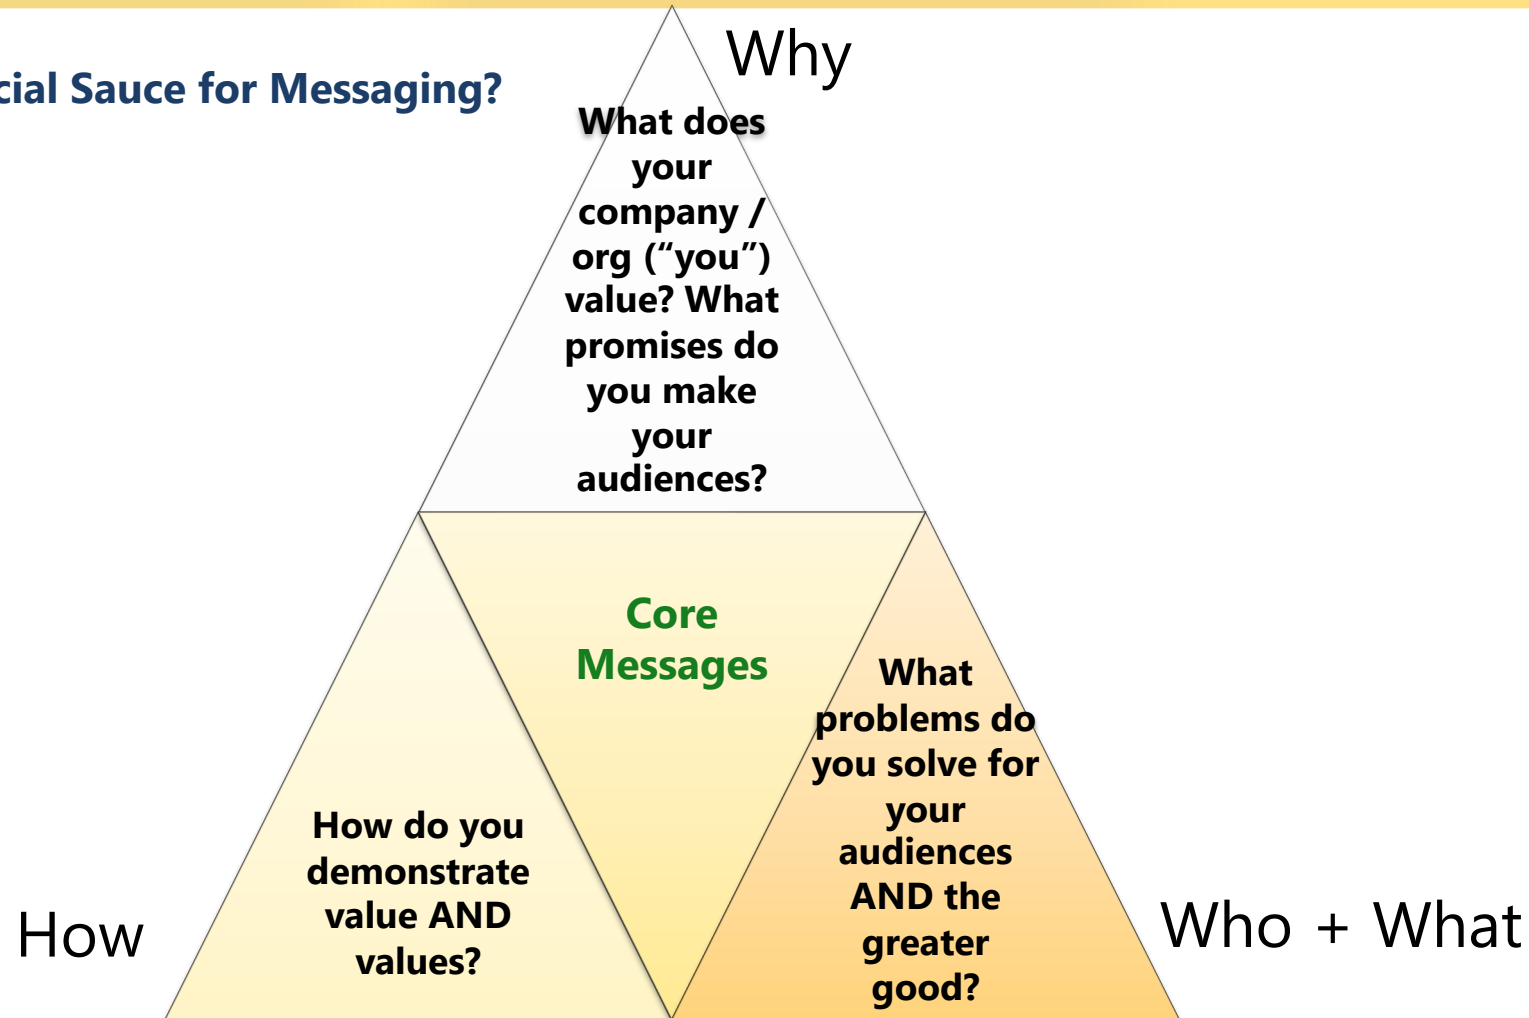 Why
cial Sauce for Messaging?
What does
your
company /
org (“you”)
value? What
promises do
you make
your
audiences?
Core
Messages
What
problems do
you solve for
your
audiences
AND the
greater
good?
How do you
demonstrate
value AND
values?
How
Who + What